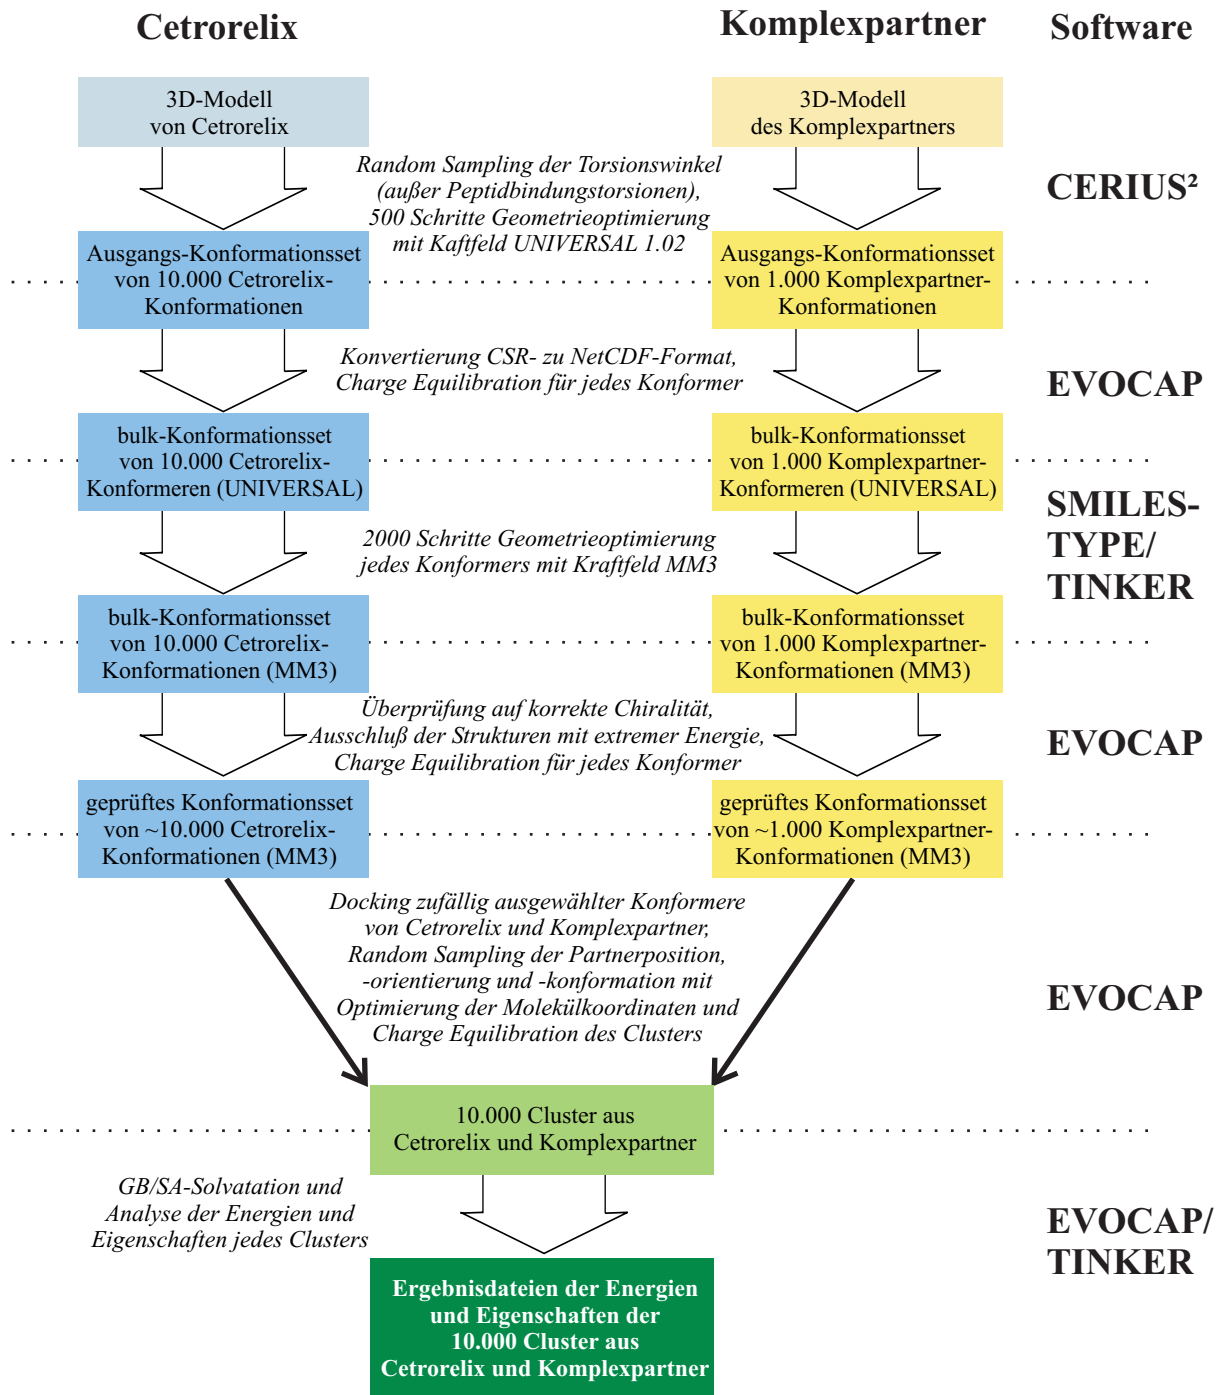 Cetrorelix
Komplexpartner
Software
3D-Modell
von Cetrorelix
3D-Modell
des Komplexpartners
Random Sampling der Torsionswinkel
(außer Peptidbindungstorsionen),
500 Schritte Geometrieoptimierung
mit Kaftfeld UNIVERSAL 1.02
CERIUS²
Ausgangs-Konformationsset
von 10.000 Cetrorelix-
Konformationen
Ausgangs-Konformationsset
von 1.000 Komplexpartner-
Konformationen
Konvertierung CSR- zu NetCDF-Format,
Charge Equilibration für jedes Konformer
EVOCAP
bulk-Konformationsset
von 10.000 Cetrorelix-
Konformeren (UNIVERSAL)
bulk-Konformationsset
von 1.000 Komplexpartner-
Konformeren (UNIVERSAL)
2000 Schritte Geometrieoptimierung
jedes Konformers mit Kraftfeld MM3
SMILES-
TYPE/
TINKER
bulk-Konformationsset
von 10.000 Cetrorelix-
Konformationen (MM3)
bulk-Konformationsset
von 1.000 Komplexpartner-
Konformationen (MM3)
Überprüfung auf korrekte Chiralität,
Ausschluß der Strukturen mit extremer Energie,
Charge Equilibration für jedes Konformer
EVOCAP
geprüftes Konformationsset
von ~10.000 Cetrorelix-
Konformationen (MM3)
geprüftes Konformationsset
von ~1.000 Komplexpartner-
Konformationen (MM3)
Docking zufällig ausgewählter Konformere
von Cetrorelix und Komplexpartner,
Random Sampling der Partnerposition,
-orientierung und -konformation mit
Optimierung der Molekülkoordinaten und
Charge Equilibration des Clusters
EVOCAP
10.000 Cluster aus
Cetrorelix und Komplexpartner
GB/SA-Solvatation und
Analyse der Energien und
Eigenschaften jedes Clusters
EVOCAP/
TINKER
Ergebnisdateien der Energien
und Eigenschaften der
10.000 Cluster aus
Cetrorelix und Komplexpartner